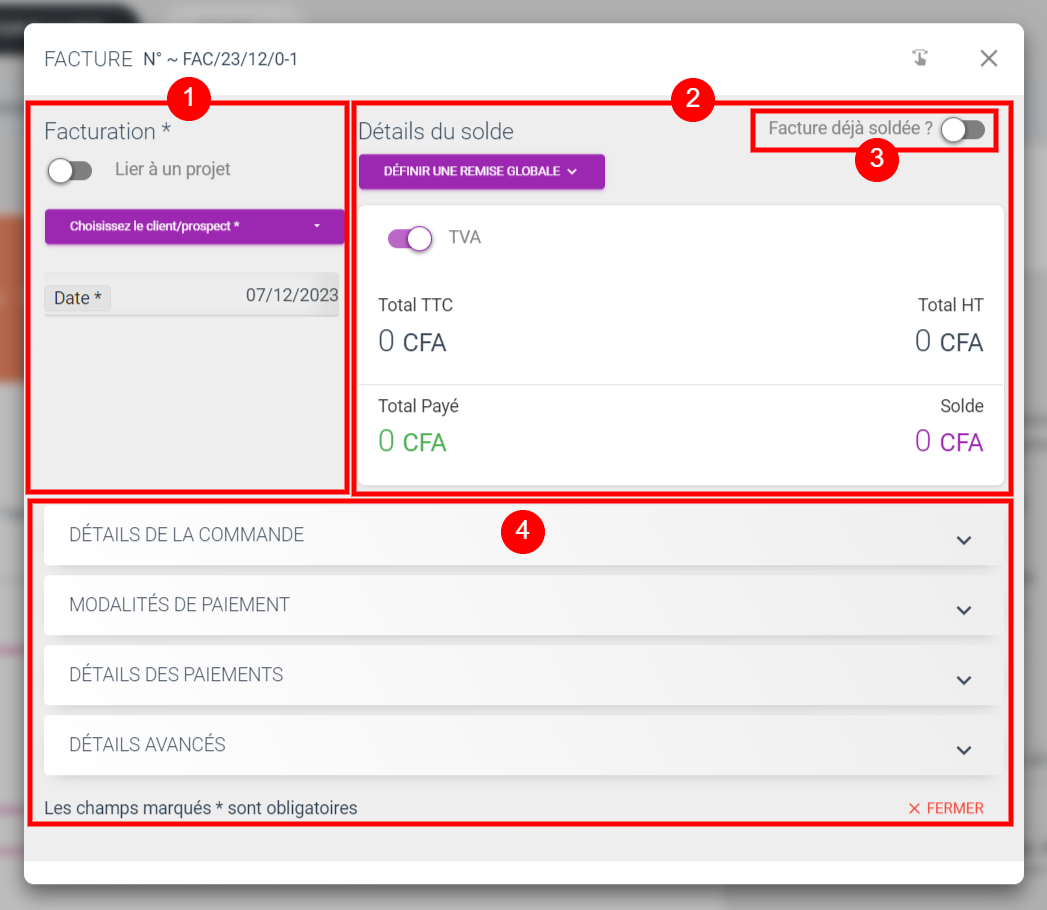 FACTURE N° ~ FAC/23/12/0-1
1
2
Facturation *
Détails du solde
Facture déjà soldée ?
3
Lier à un projet
DÉFINIR UNE REMISE GLOBALE
Choisissez le client/prospect *
TVA
Date * 07/12/2023
Total TTC
Total HT
0 CFA
0 CFA
Total Payé
Solde
0 CFA
0 CFA
4
DÉTAILS DE LA COMMANDE
MODALITÉS DE PAIEMENT
DÉTAILS DES PAIEMENTS
DÉTAILS AVANCÉS
Les champs marqués * sont obligatoires
FERMER